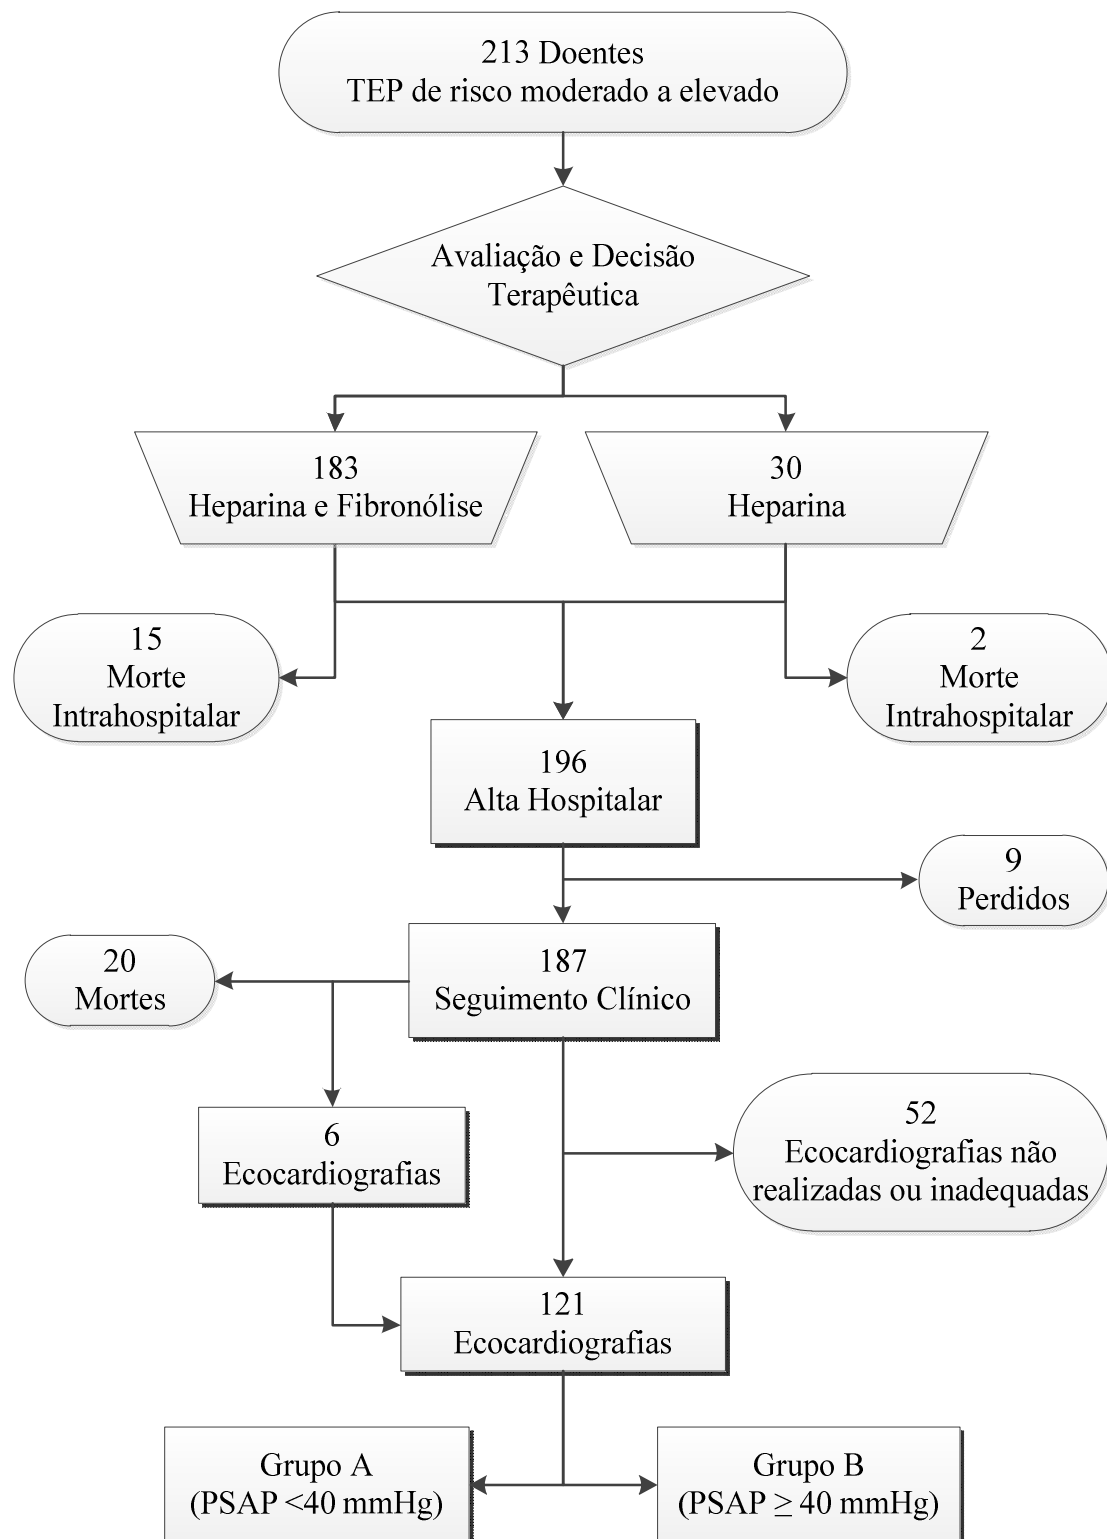 213 Doentes
TEP de risco moderado a elevado
Avaliação e Decisão
Terapêutica
183
Heparina e Fibronólise
30
Heparina
15
Morte
Intrahospitalar
2
Morte
Intrahospitalar
196
Alta Hospitalar
9
Perdidos
187
Seguimento Clínico
20
Mortes
6
Ecocardiografias
52
Ecocardiografias não
realizadas ou inadequadas
121
Ecocardiografias
Grupo A
(PSAP <40 mmHg)
Grupo B
(PSAP ≥ 40 mmHg)